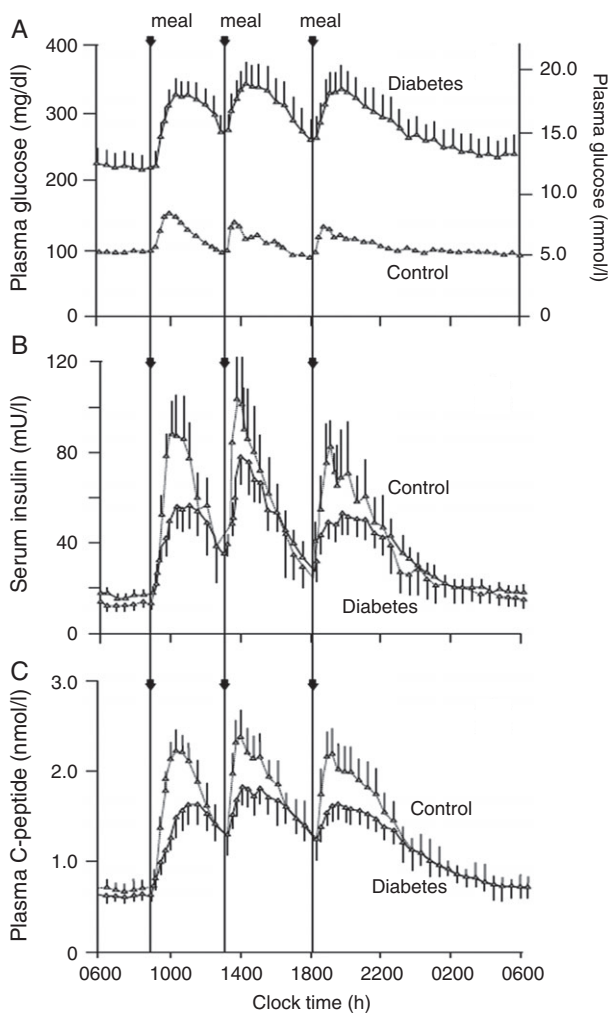 meal meal meal
A
400
300
200
100
0
Plasma glucose (mg/dl)
20.0
15.0
10.0
5.0
0
Plasma glucose (mmol/l)
Diabetes
Control
B
120
80
40
0
Serum insulin (mU/l)
Control
Diabetes
C
3.0
2.0
1.0
0
Plasma C-peptide (nmol/l)
Control
Diabetes
0600 1000 1400 1800 2200 0200 0600
Clock time (h)